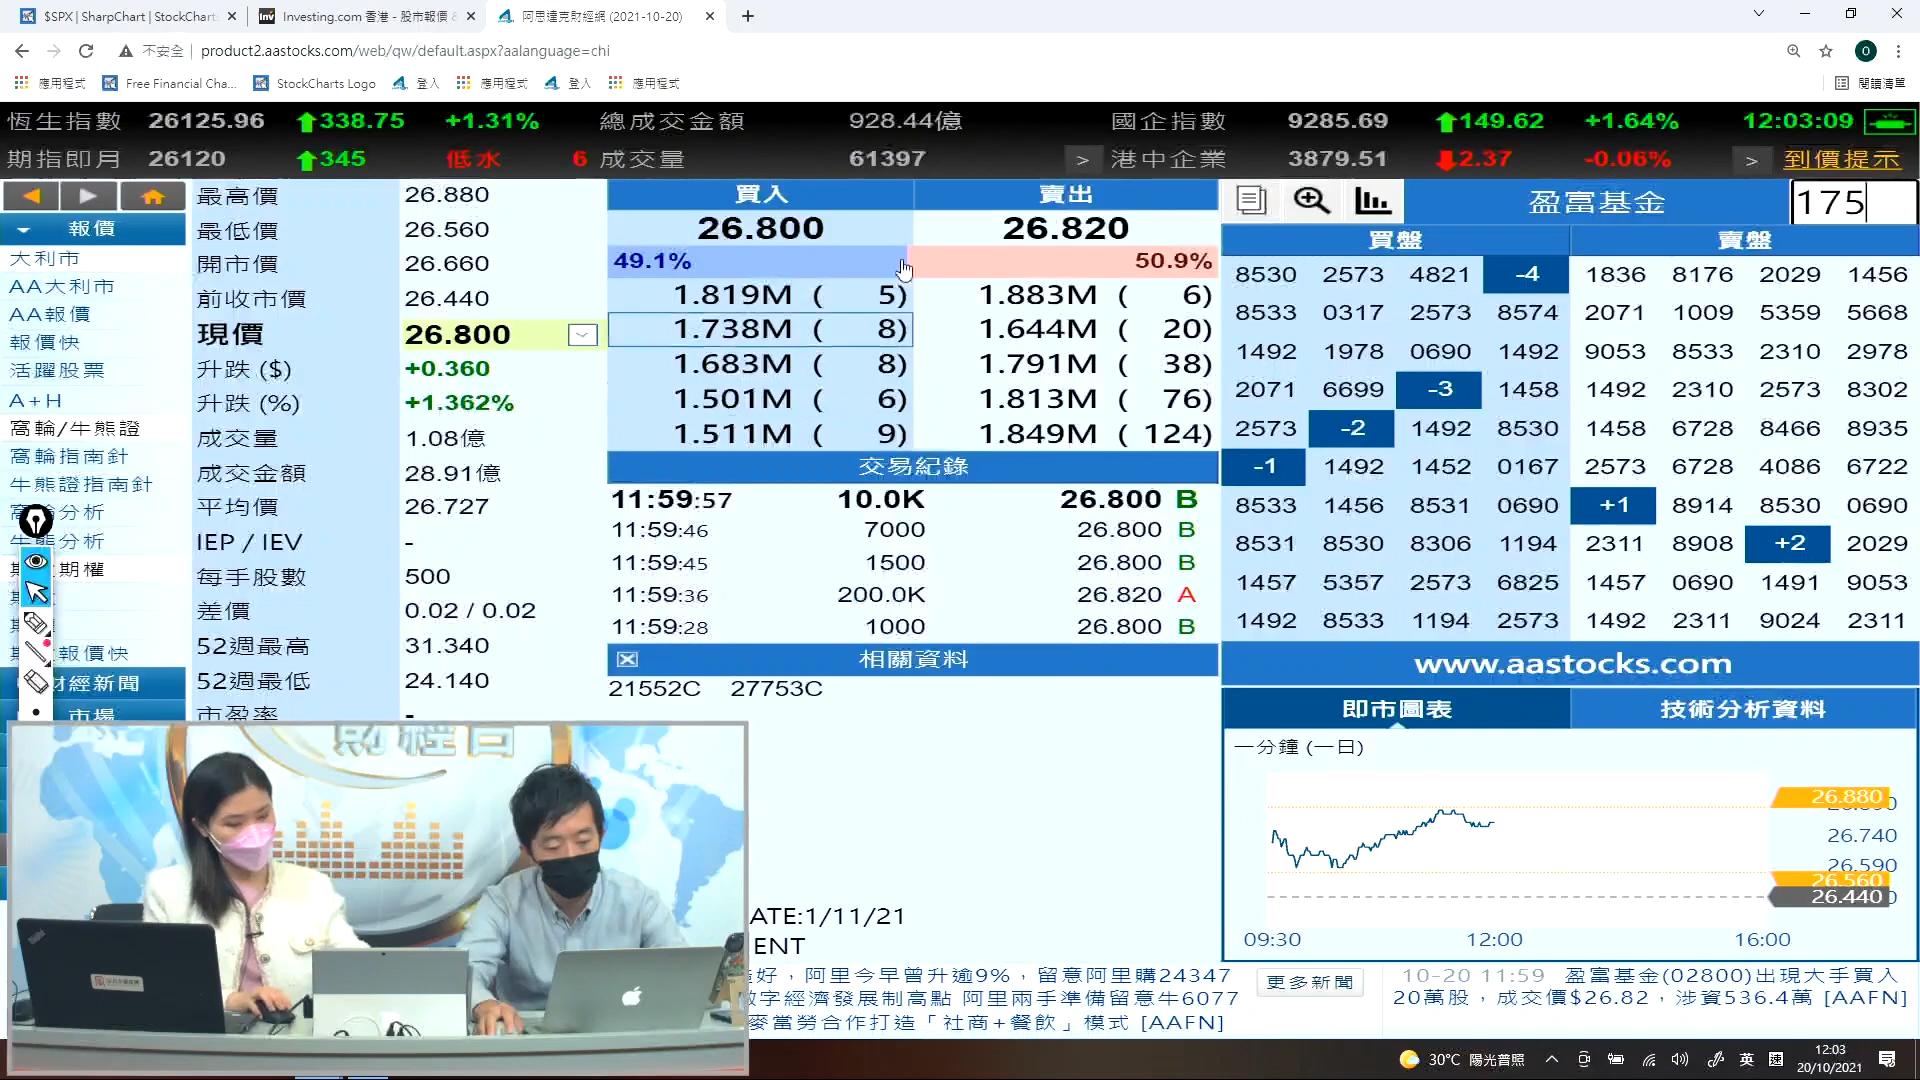 $SPX | SharpChart | StockChart
Investing.com 香港 - 股市報價 &
阿思達克財經網 (2021-10-20)
不安全 | product2.aastocks.com/web/qw/default.aspx?aalanguage=chi
O
應用程式 Free Financial Cha... StockCharts Logo 登入 應用程式 登入 應用程式 閱讀清單
恆生指數 26125.96 338.75 +1.31% 總成交金額 928.44億 國企指數 9285.69 149.62 +1.64% 12:03:09
期指即月 26120 345 低水 6 成交量 61397 > 港中企業 3879.51 2.37 -0.06% > 到價提示
報價
大利市
AA大利市
AA報價
報價快
活躍股票
A+H
窩輪/牛熊證
窩輪指南針
牛熊證指南針
分析
分析
期權
報價快
財經新聞
市場
最高價 26.880
最低價 26.560
開市價 26.660
前收市價 26.440
現價 26.800
升跌 ($) +0.360
升跌 (%) +1.362%
成交量 1.08億
成交金額 28.91億
平均價 26.727
IEP / IEV -
每手股數 500
差價 0.02 / 0.02
52週最高 31.340
52週最低 24.140
市盈率 -
買入 賣出
26.800 26.820
49.1% 50.9%
1.819M ( 5) 1.883M ( 6)
1.738M ( 8) 1.644M ( 20)
1.683M ( 8) 1.791M ( 38)
1.501M ( 6) 1.813M ( 76)
1.511M ( 9) 1.849M ( 124)
交易紀錄
11:59:57 10.0K 26.800 B
11:59:46 7000 26.800 B
11:59:45 1500 26.800 B
11:59:36 200.0K 26.820 A
11:59:28 1000 26.800 B
相關資料
21552C 27753C
盈富基金 175
買盤 賣盤
8530 2573 4821 -4 1836 8176 2029 1456
8533 0317 2573 8574 2071 1009 5359 5668
1492 1978 0690 1492 9053 8533 2310 2978
2071 6699 -3 1458 1492 2310 2573 8302
2573 -2 1492 8530 1458 6728 8466 8935
-1 1492 1452 0167 2573 6728 4086 6722
8533 1456 8531 0690 +1 8914 8530 0690
8531 8530 8306 1194 2311 8908 +2 2029
1457 5357 2573 6825 1457 0690 1491 9053
1492 8533 1194 2573 1492 2311 9024 2311
www.aastocks.com
即市圖表 技術分析資料
一分鐘 (一日)
26.880
26.740
26.590
26.560
26.440
09:30 12:00 16:00
財經台
ATE:1/11/21
ENT
好，阿里今早曾升逾9%，留意阿里購24347
數字經濟發展制高點 阿里兩手準備留意牛6077
麥當勞合作打造「社商+餐飲」模式 [AAFN]
更多新聞
10-20 11:59 盈富基金(02800)出現大手買入
20萬股，成交價$26.82，涉資536.4萬 [AAFN]
30°C 陽光普照 英 速 12:03
20/10/2021